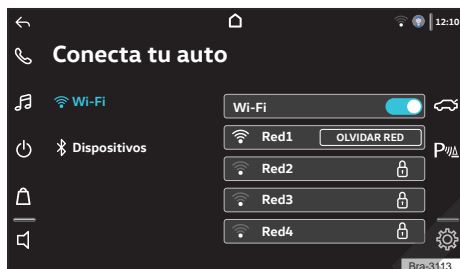 12:10
Conecta tu auto
Wi-Fi
Wi-Fi
Red1 OLVIDAR RED
Dispositivos
Red2
Red3
Red4
P
Bra-3113